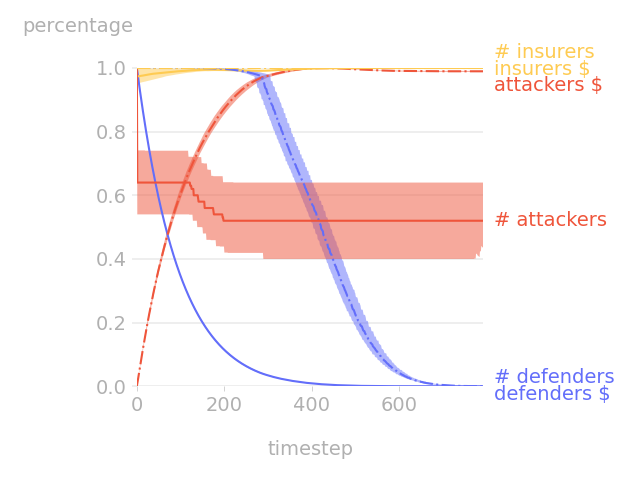 percentage
# insurers
insurers $
attackers $
# attackers
# defenders
defenders $
1.0
0.8
0.6
0.4
0.2
0.0
0 200 400 600
timestep